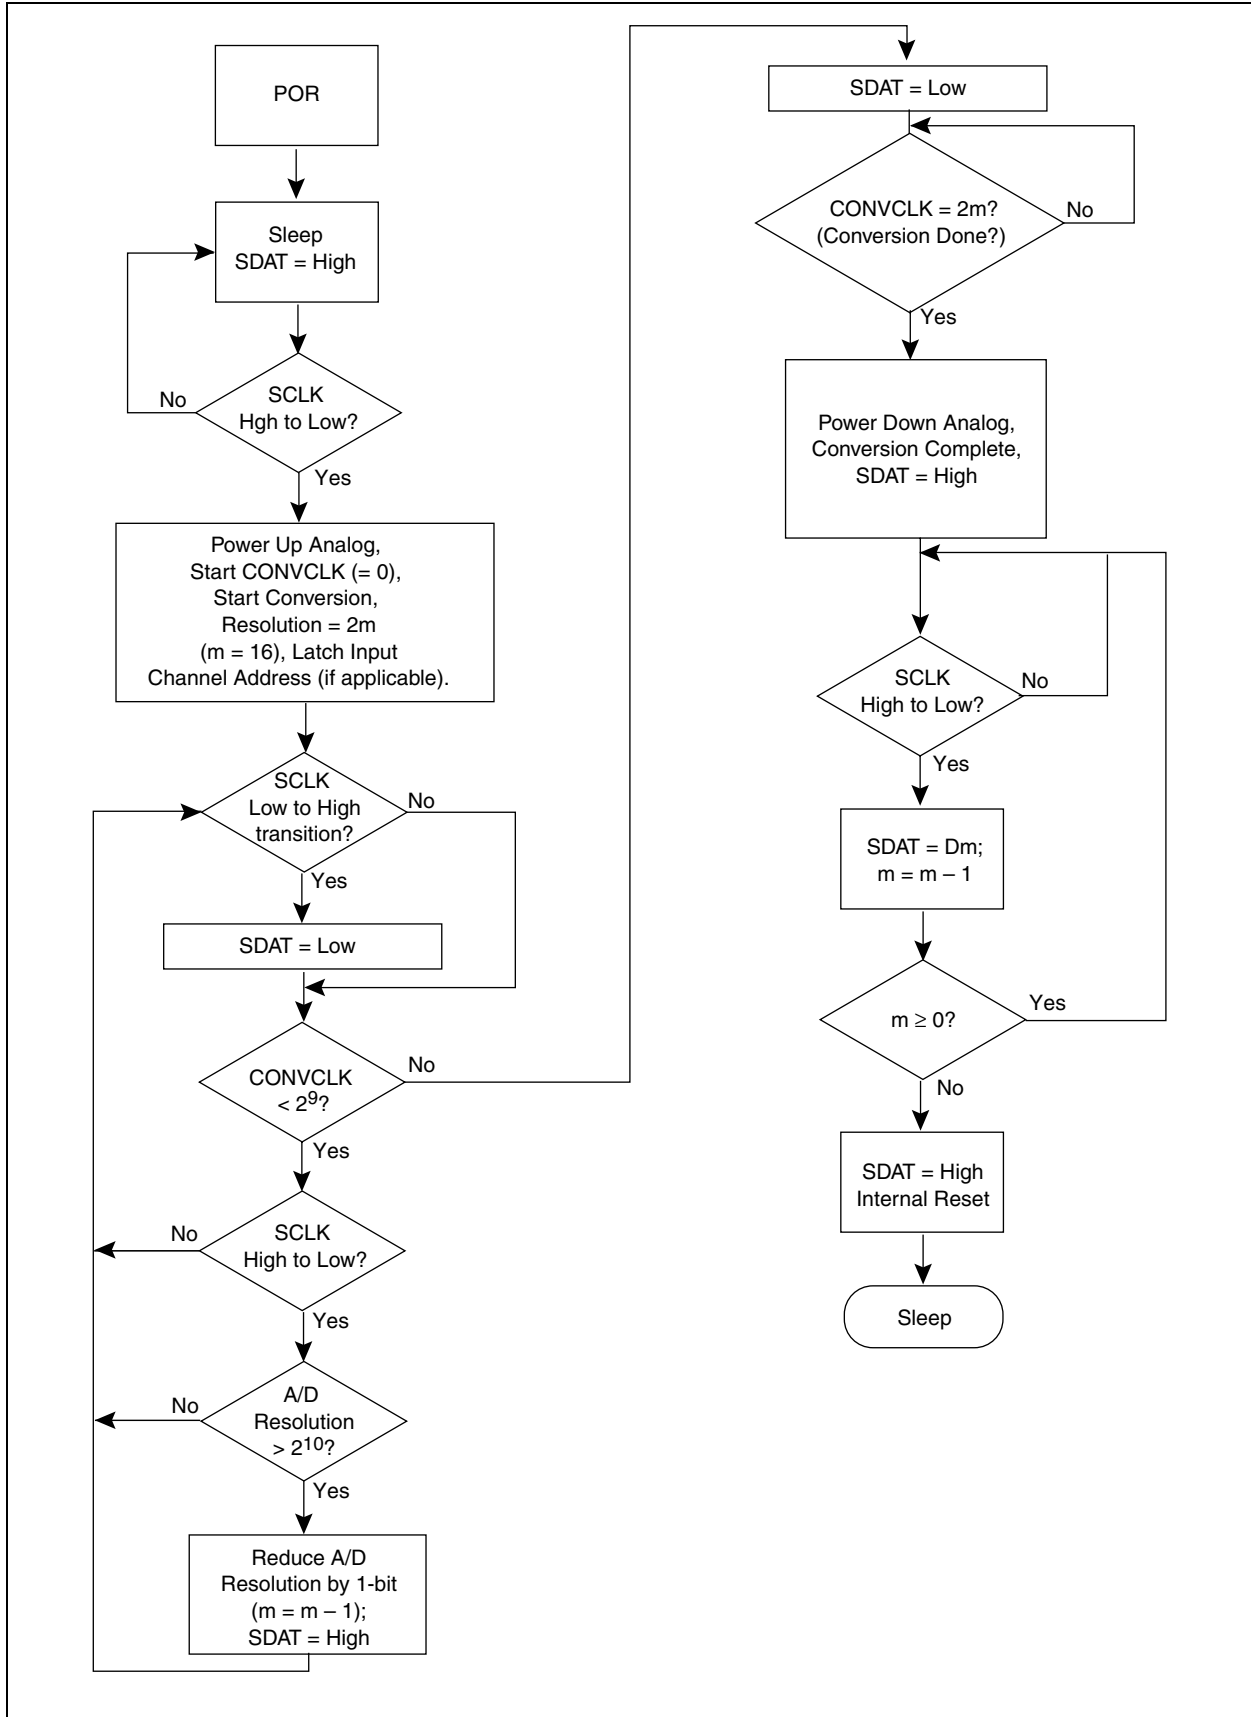 POR
Sleep
SDAT = High
SCLK
Hgh to Low?
No
Yes
Power Up Analog,
Start CONVCLK (= 0),
Start Conversion,
Resolution = 2m
(m = 16), Latch Input
Channel Address (if applicable).
SCLK
Low to High
transition?
No
Yes
SDAT = Low
CONVCLK
< 2⁹?
No
Yes
SCLK
High to Low?
No
Yes
A/D
Resolution
> 2¹⁰?
No
Yes
Reduce A/D
Resolution by 1-bit
(m = m – 1);
SDAT = High
SDAT = Low
CONVCLK = 2m?
(Conversion Done?)
No
Yes
Power Down Analog,
Conversion Complete,
SDAT = High
SCLK
High to Low?
No
Yes
SDAT = Dm;
m = m – 1
m ≥ 0?
Yes
No
SDAT = High
Internal Reset
Sleep